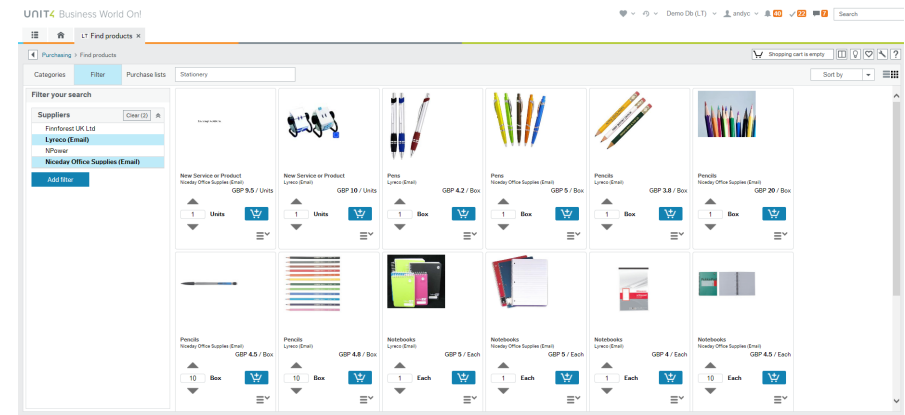 UNIT4 Business World On!
Demo Db (LT)
andyc
40
22
7
Search
LT Find products ×
Purchasing > Find products
Shopping cart is empty
?
Categories
Filter
Purchase lists
Stationery
Sort by
Filter your search
Suppliers
Clear (2)
Finnforest UK Ltd
Lyreco (Email)
NPower
Niceday Office Supplies (Email)
Add filter
New Service or Product
Niceday Office Supplies (Email)
GBP 9.5 / Units
1 Units
New Service or Product
Lyreco (Email)
GBP 10 / Units
1 Units
Pens
Lyreco (Email)
GBP 4.2 / Box
1 Box
Pens
Niceday Office Supplies (Email)
GBP 5 / Box
1 Box
Pencils
Lyreco (Email)
GBP 3.8 / Box
1 Box
Pencils
Niceday Office Supplies (Email)
GBP 20 / Box
1 Box
Pencils
Niceday Office Supplies (Email)
GBP 4.5 / Box
10 Box
Pencils
Lyreco (Email)
GBP 4.8 / Box
10 Box
Notebooks
Lyreco (Email)
GBP 5 / Each
1 Each
Notebooks
Niceday Office Supplies (Email)
GBP 5 / Each
1 Each
Notebooks
Lyreco (Email)
GBP 4 / Each
1 Each
Notebooks
Niceday Office Supplies (Email)
GBP 4.5 / Each
10 Each